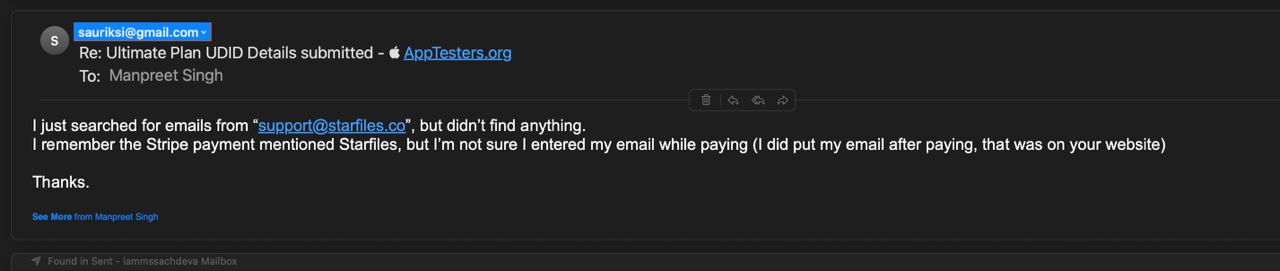 S
sauriksi@gmail.com
Re: Ultimate Plan UDID Details submitted -  AppTesters.org
To: Manpreet Singh
I just searched for emails from “support@starfiles.co”, but didn’t find anything.
I remember the Stripe payment mentioned Starfiles, but I’m not sure I entered my email while paying (I did put my email after paying, that was on your website)
Thanks.
See More from Manpreet Singh
Found in Sent - iammssachdeva Mailbox